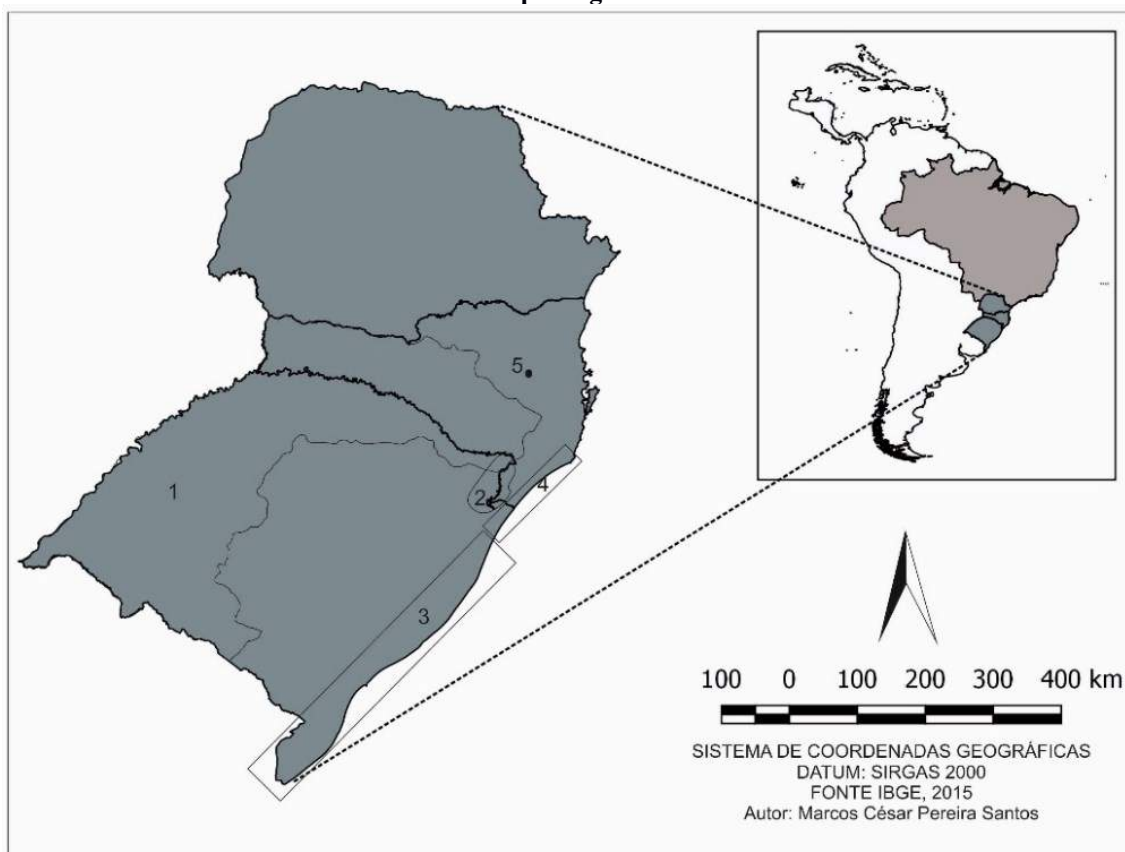 5
1
2
4
3
100 0 100 200 300 400 km
SISTEMA DE COORDENADAS GEOGRÁFICAS
DATUM: SIRGAS 2000
FONTE IBGE, 2015
Autor: Marcos César Pereira Santos